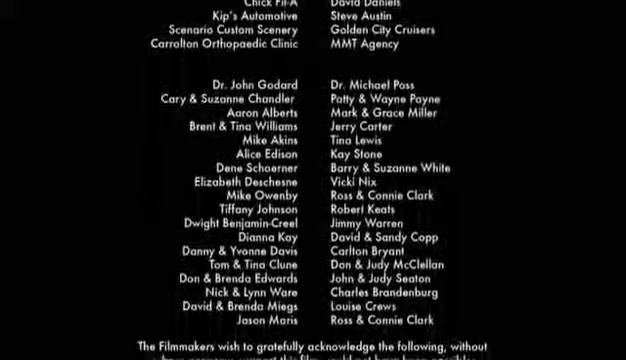 Chick Fil-A David Daniels
Kip's Automotive Steve Austin
Scenario Custom Scenery Golden City Cruisers
Carrolton Orthopaedic Clinic MMT Agency
Dr. John Godard Dr. Michael Poss
Cary & Suzanne Chandler Patty & Wayne Payne
Aaron Alberts Mark & Grace Miller
Brent & Tina Williams Jerry Carter
Mike Akins Tina Lewis
Alice Edison Kay Stone
Dene Schoerner Barry & Suzanne White
Elizabeth Deschesne Vicki Nix
Mike Owenby Ross & Connie Clark
Tiffany Johnson Robert Keats
Dwight Benjamin-Creel Jimmy Warren
Dianna Kay David & Sandy Copp
Danny & Yvonne Davis Carlton Bryant
Tom & Tina Clune Dan & Judy McClellan
Don & Brenda Edwards John & Judy Seaton
Nick & Lynn Ware Charles Brandenburg
David & Brenda Miegs Louise Crews
Jason Maris Ross & Connie Clark
The Filmmakers wish to gratefully acknowledge the following, without